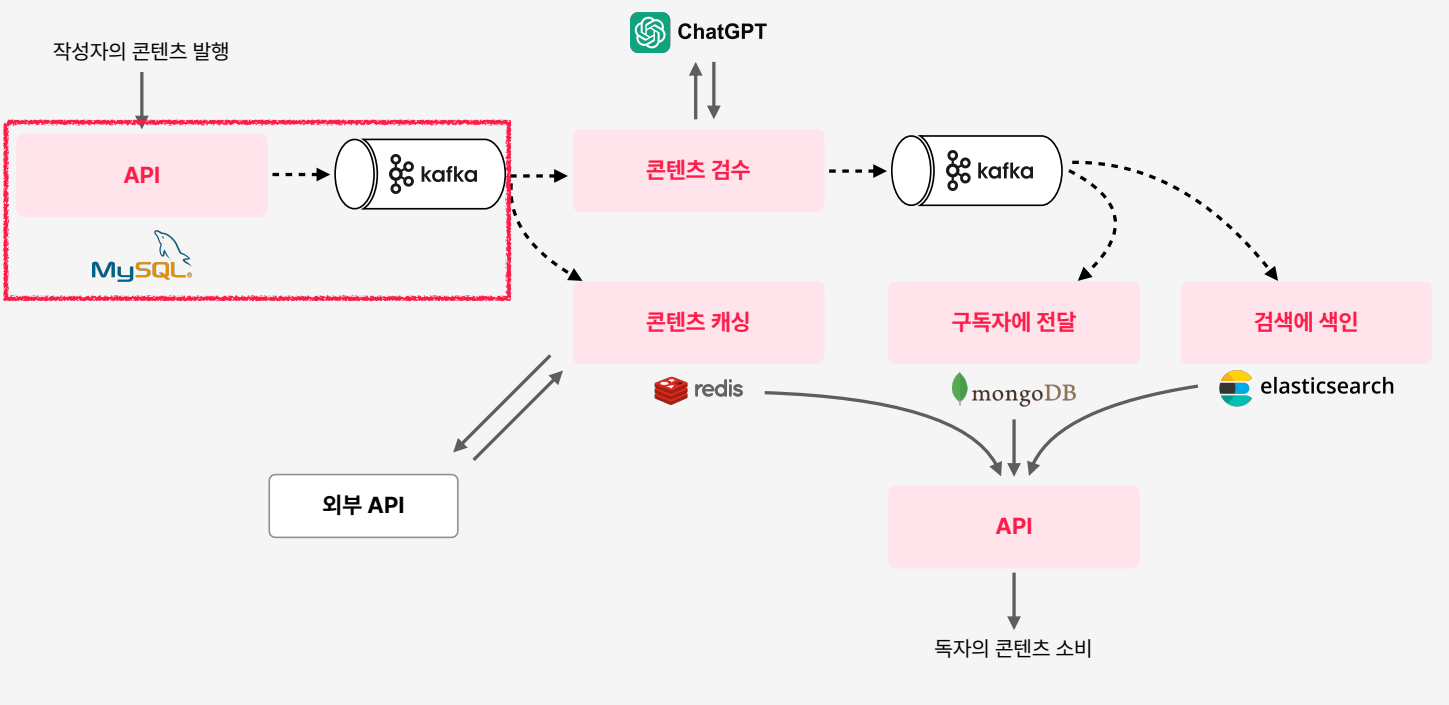 작성자의 콘텐츠 발행
ChatGPT
API
kafka
콘텐츠 검수
kafka
MySQL®
콘텐츠 캐싱
구독자에 전달
검색에 색인
redis
mongoDB
elasticsearch
외부 API
API
독자의 콘텐츠 소비